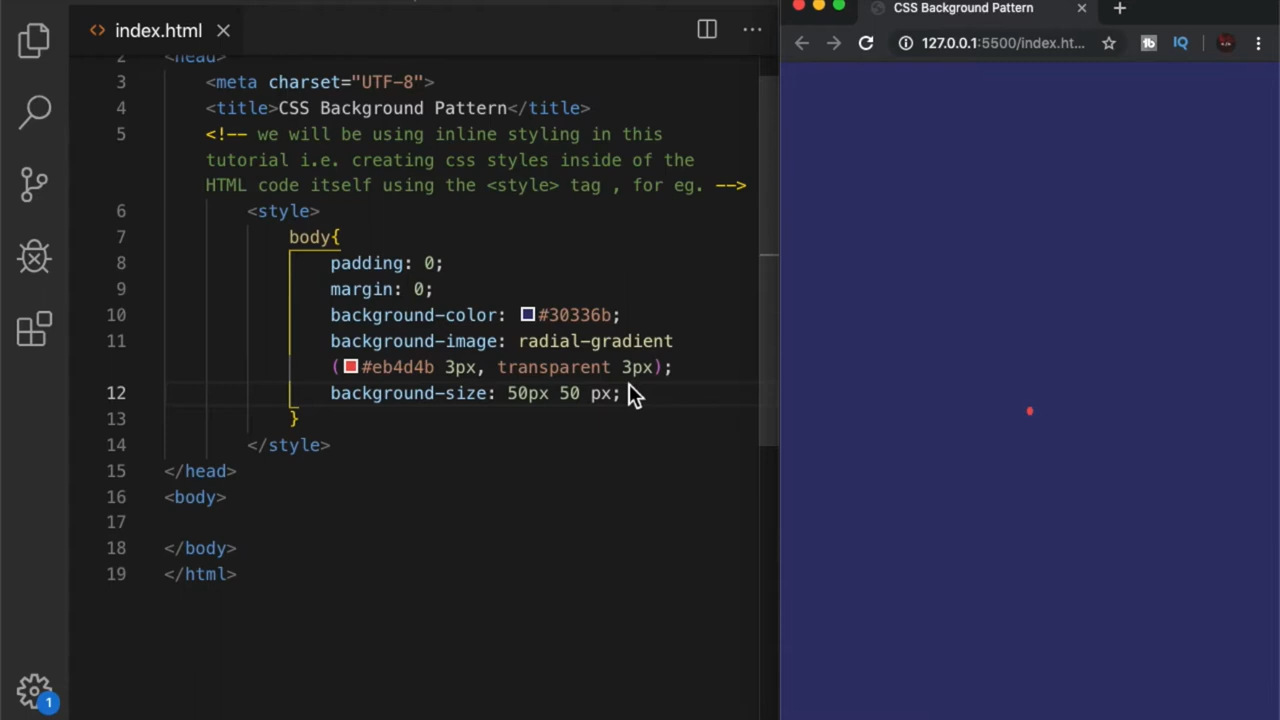 index.html
CSS Background Pattern
127.0.0.1:5500/index.ht...
IQ
2 <head>
3 <meta charset="UTF-8">
4 <title>CSS Background Pattern</title>
5 <!-- we will be using inline styling in this
tutorial i.e. creating css styles inside of the
HTML code itself using the <style> tag , for eg. -->
6 <style>
7 body{
8 padding: 0;
9 margin: 0;
10 background-color: #30336b;
11 background-image: radial-gradient
(#eb4d4b 3px, transparent 3px);
12 background-size: 50px 50 px;
13 }
14 </style>
15 </head>
16 <body>
17
18 </body>
19 </html>
1